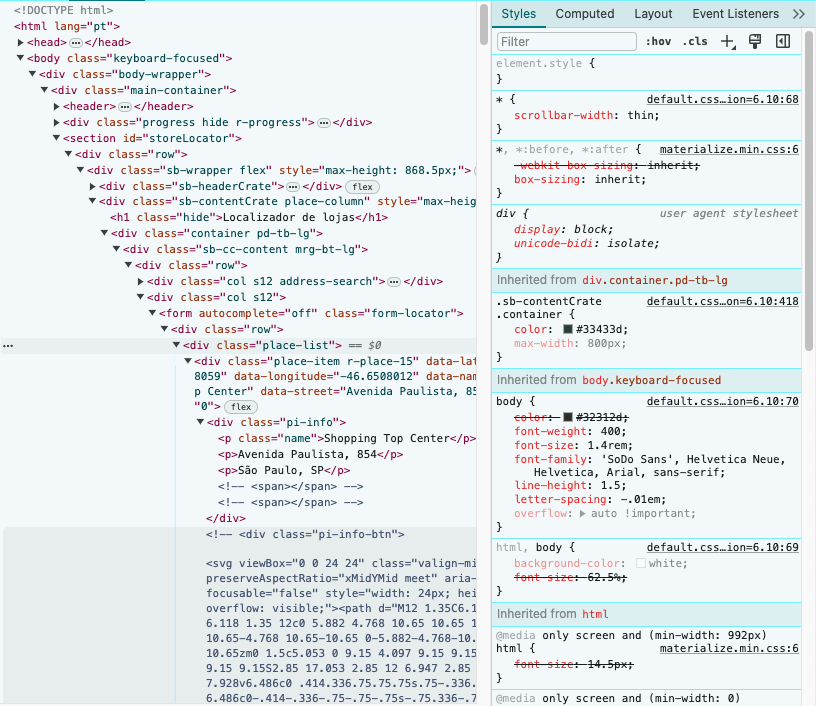 <!DOCTYPE html>
<html lang="pt">
<head> … </head>
<body class="keyboard-focused">
<div class="body-wrapper">
<div class="main-container">
<header> … </header>
<div class="progress hide r-progress"> … </div>
<section id="storeLocator">
<div class="row">
<div class="sb-wrapper flex" style="max-height: 868.5px;">
<div class="sb-headerCrate"> … </div> flex
<div class="sb-contentCrate place-column" style="max-heig
<h1 class="hide">Localizador de lojas</h1>
<div class="container pd-tb-lg">
<div class="sb-cc-content mrg-bt-lg">
<div class="row">
<div class="col s12 address-search"> … </div>
<div class="col s12">
<form autocomplete="off" class="form-locator">
<div class="row">
… <div class="place-list"> == $0
<div class="place-item r-place-15" data-lat
8059" data-longitude="-46.6508012" data-nam
p Center" data-street="Avenida Paulista, 85
"0"> flex
<div class="pi-info">
<p class="name">Shopping Top Center</p>
<p>Avenida Paulista, 854</p>
<p>São Paulo, SP</p>
<!-- <span></span> -->
<!-- <span></span> -->
</div>
<!-- <div class="pi-info-btn">
<svg viewBox="0 0 24 24" class="valign-mi
preserveAspectRatio="xMidYMid meet" aria-
focusable="false" style="width: 24px; hei
overflow: visible;"><path d="M12 1.35C6.1
6.118 1.35 12c0 5.882 4.768 10.65 10.65 1
10.65-4.768 10.65-10.65 0-5.882-4.768-10.
10.65zm0 1.5c5.053 0 9.15 4.097 9.15 9.15
9.15 9.15S2.85 17.053 2.85 12 6.947 2.85
7.928v6.486c0 .414.336.75.75.75s.75-.336.
6.486c0-.414-.336-.75-.75-.75s-.75.336-.7
Styles Computed Layout Event Listeners
Filter :hov .cls
element.style {
}
* { default.css…ion=6.10:68
scrollbar-width: thin;
}
*, *:before, *:after { materialize.min.css:6
-webkit-box-sizing: inherit;
box-sizing: inherit;
}
div { user agent stylesheet
display: block;
unicode-bidi: isolate;
}
Inherited from div.container.pd-tb-lg
.sb-contentCrate default.css…on=6.10:418
.container {
color: #33433d;
max-width: 800px;
}
Inherited from body.keyboard-focused
body { default.css…ion=6.10:70
color: #32312d;
font-weight: 400;
font-size: 1.4rem;
font-family: 'SoDo Sans', Helvetica Neue,
Helvetica, Arial, sans-serif;
line-height: 1.5;
letter-spacing: -.01em;
overflow: auto !important;
}
html, body { default.css…ion=6.10:69
background-color: white;
font-size: 62.5%;
}
Inherited from html
@media only screen and (min-width: 992px)
html { materialize.min.css:6
font-size: 14.5px;
}
@media only screen and (min-width: 0)